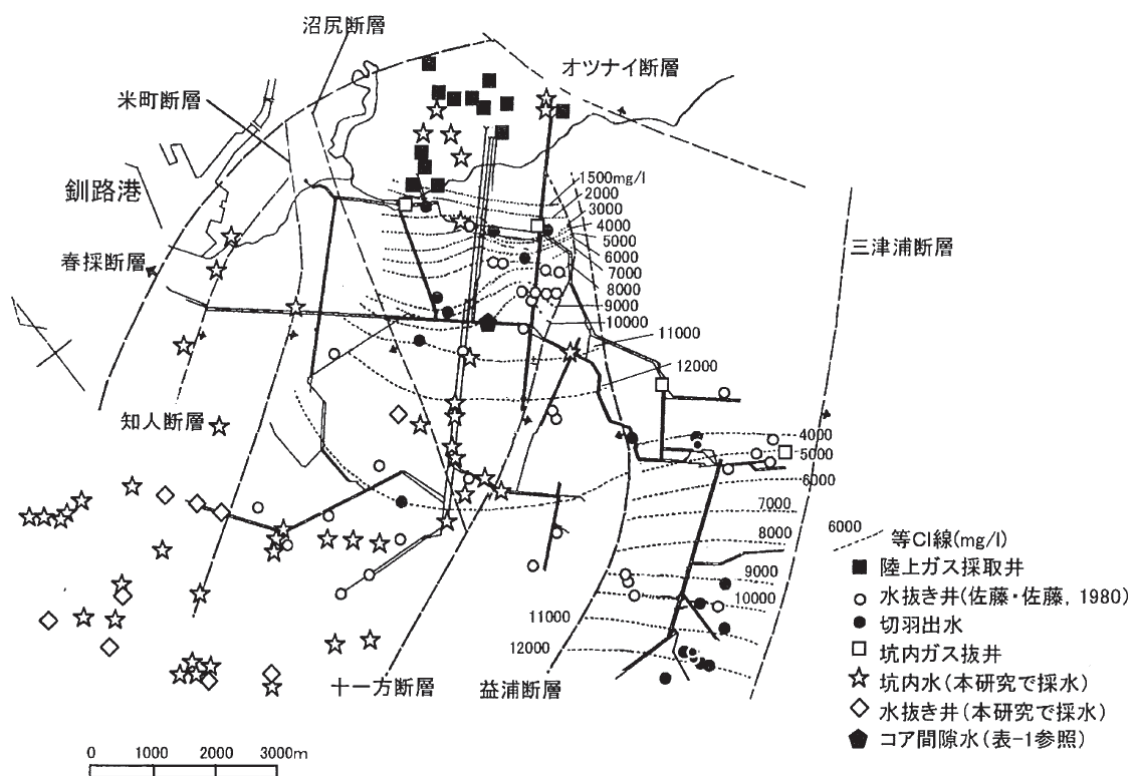 沼尻断層
オツナイ断層
米町断層
釧路港
1500mg/l
2000
3000
4000
5000
6000
7000
8000
9000
10000
11000
12000
三津浦断層
春採断層
知人断層
4000
5000
6000
7000
8000
9000
10000
11000
12000
十一方断層
益浦断層
6000
等Cl線(mg/l)
陸上ガス採取井
水抜き井(佐藤・佐藤, 1980)
切羽出水
坑内ガス抜井
坑内水(本研究で採水)
水抜き井(本研究で採水)
コア間隙水(表-1参照)
0 1000 2000 3000m